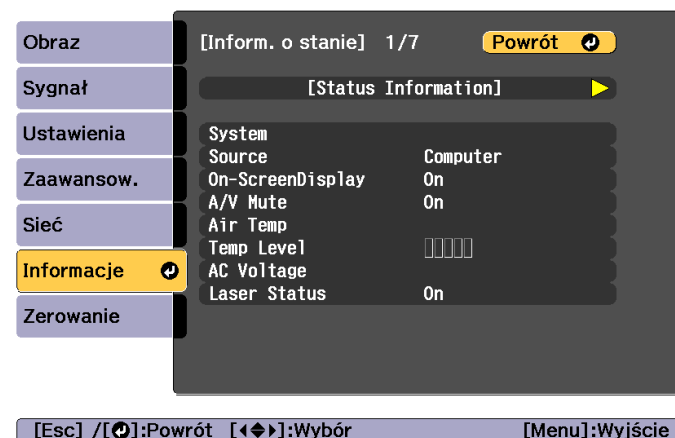 Obraz
Sygnał
Ustawienia
Zaawansow.
Sieć
Informacje
Zerowanie
[Inform. o stanie] 1/7 Powrót
[Status Information]
System
Source Computer
On-ScreenDisplay On
A/V Mute On
Air Temp
Temp Level
AC Voltage
Laser Status On
[Esc] /[ ]:Powrót [ ]:Wybór [Menu]:Wyjście